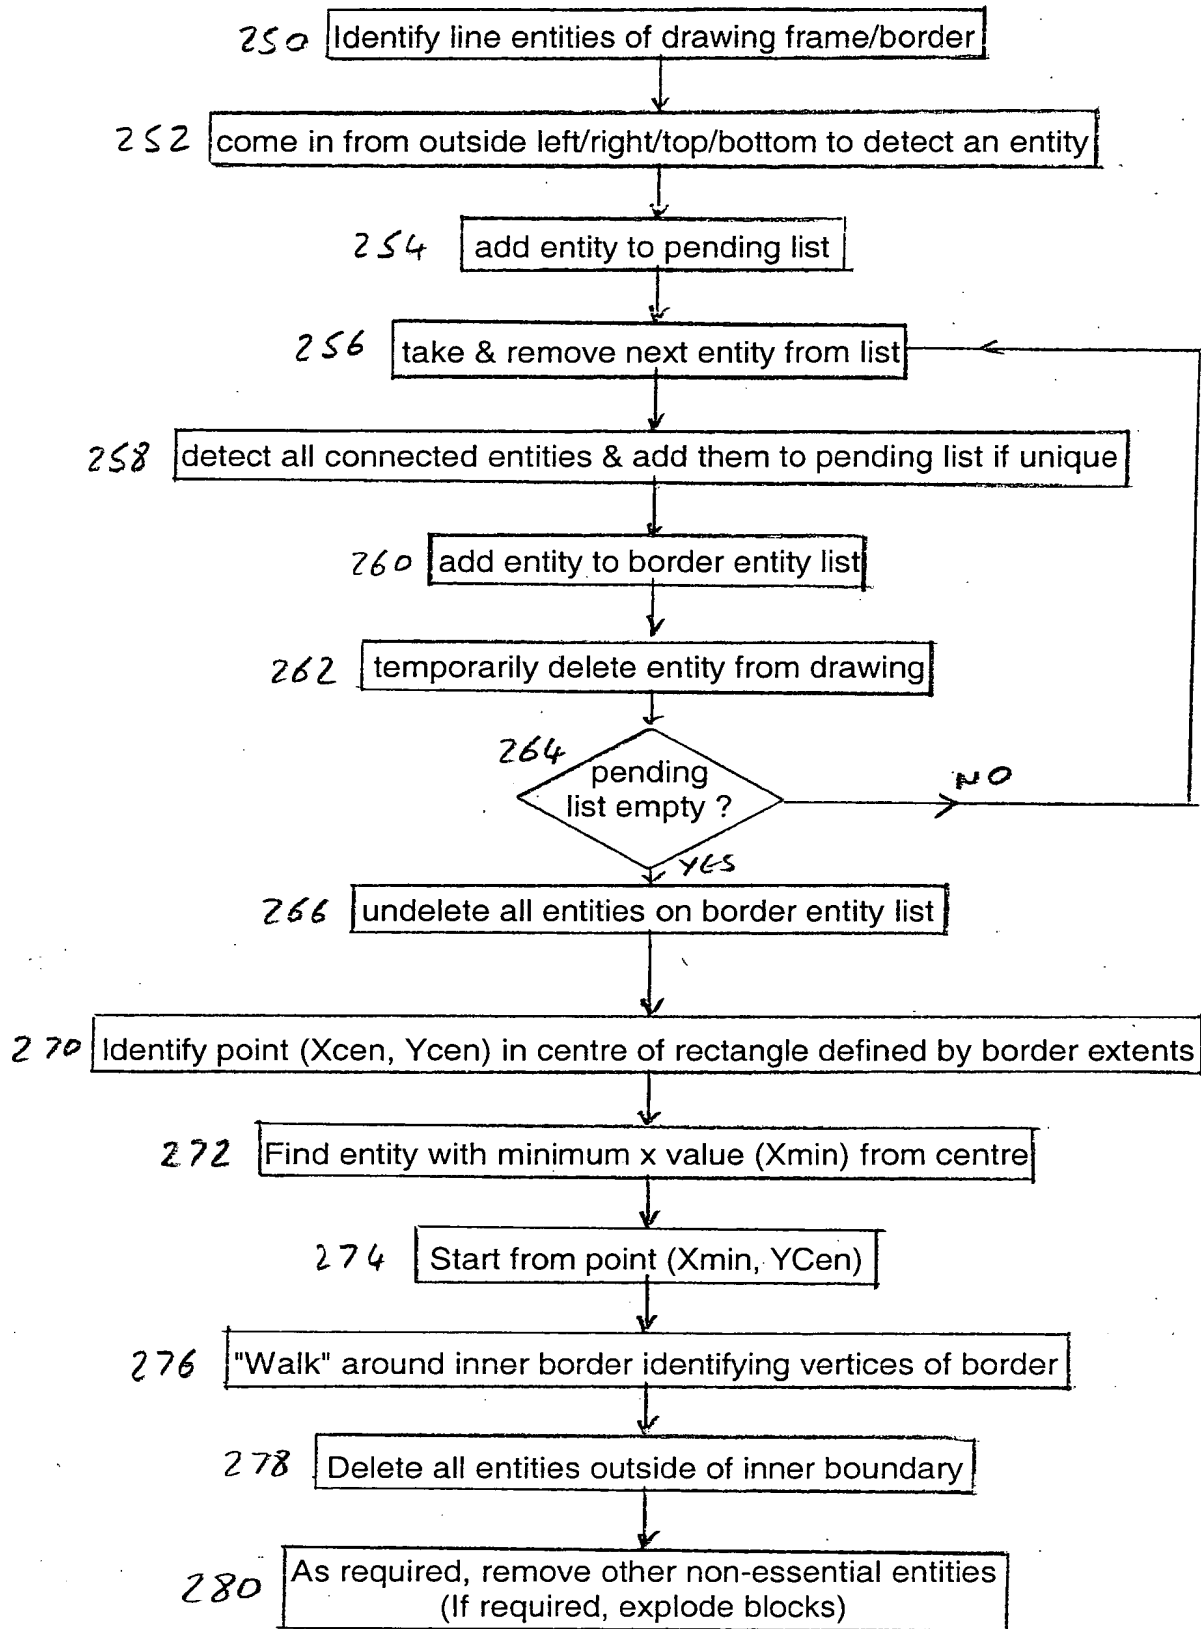 250 Identify line entities of drawing frame/border
252 come in from outside left/right/top/bottom to detect an entity
254 add entity to pending list
256 take & remove next entity from list
258 detect all connected entities & add them to pending list if unique
260 add entity to border entity list
262 temporarily delete entity from drawing
264
pending
list empty ?
NO
YES
266 undelete all entities on border entity list
270 Identify point (Xcen, Ycen) in centre of rectangle defined by border extents
272 Find entity with minimum x value (Xmin) from centre
274 Start from point (Xmin, YCen)
276 "Walk" around inner border identifying vertices of border
278 Delete all entities outside of inner boundary
280 As required, remove other non-essential entities
(If required, explode blocks)